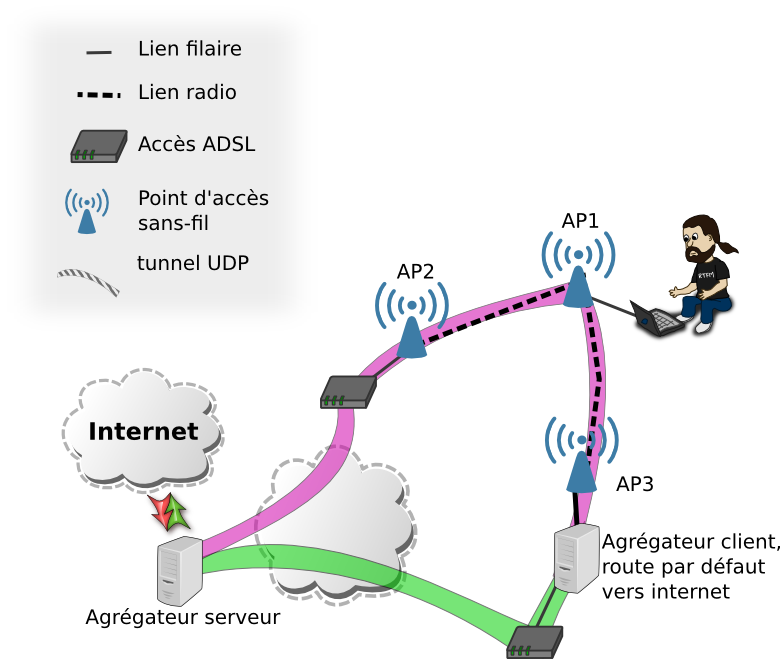 Lien filaire
Lien radio
Accès ADSL
Point d'accès
sans-fil
tunnel UDP
AP1
AP2
RTFM
Internet
AP3
Agrégateur client,
route par défaut
vers internet
Agrégateur serveur